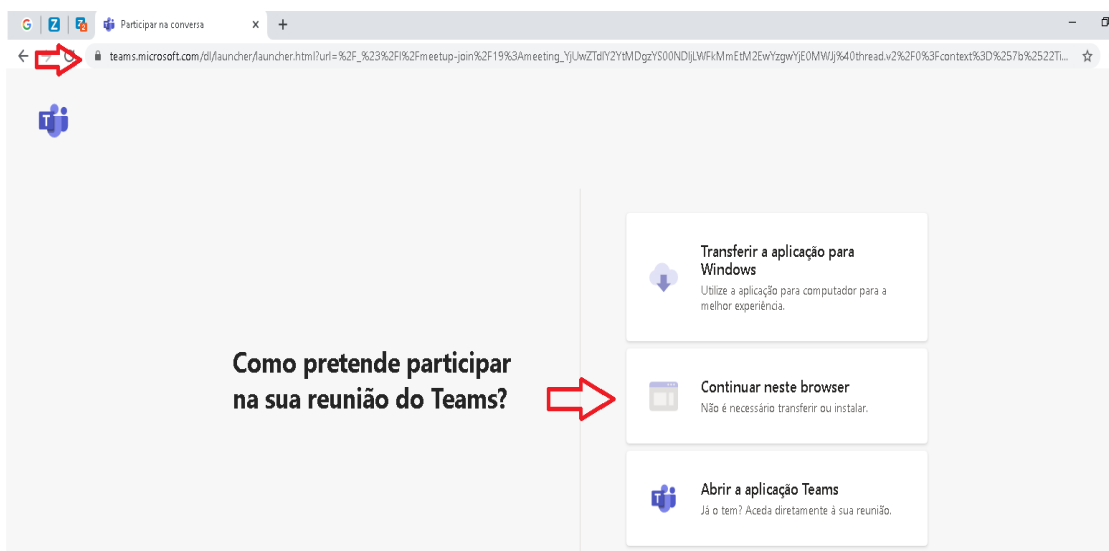 Participar na conversa
teams.microsoft.com/dl/launcher/launcher.html?url=%2F_%23%2Fl%2Fmeetup-join%2F19%3Ameeting_YjUwZTdlY2YtMDgzYS00NDljLWFkMmEtM2EwYzgwYjE0MWJj%40thread.v2%2F0%3Fcontext%3D%257b%2522Ti...
Transferir a aplicação para
Windows
Utilize a aplicação para computador para a
melhor experiência.
Como pretende participar
na sua reunião do Teams?
Continuar neste browser
Não é necessário transferir ou instalar.
Abrir a aplicação Teams
Já o tem? Aceda diretamente à sua reunião.